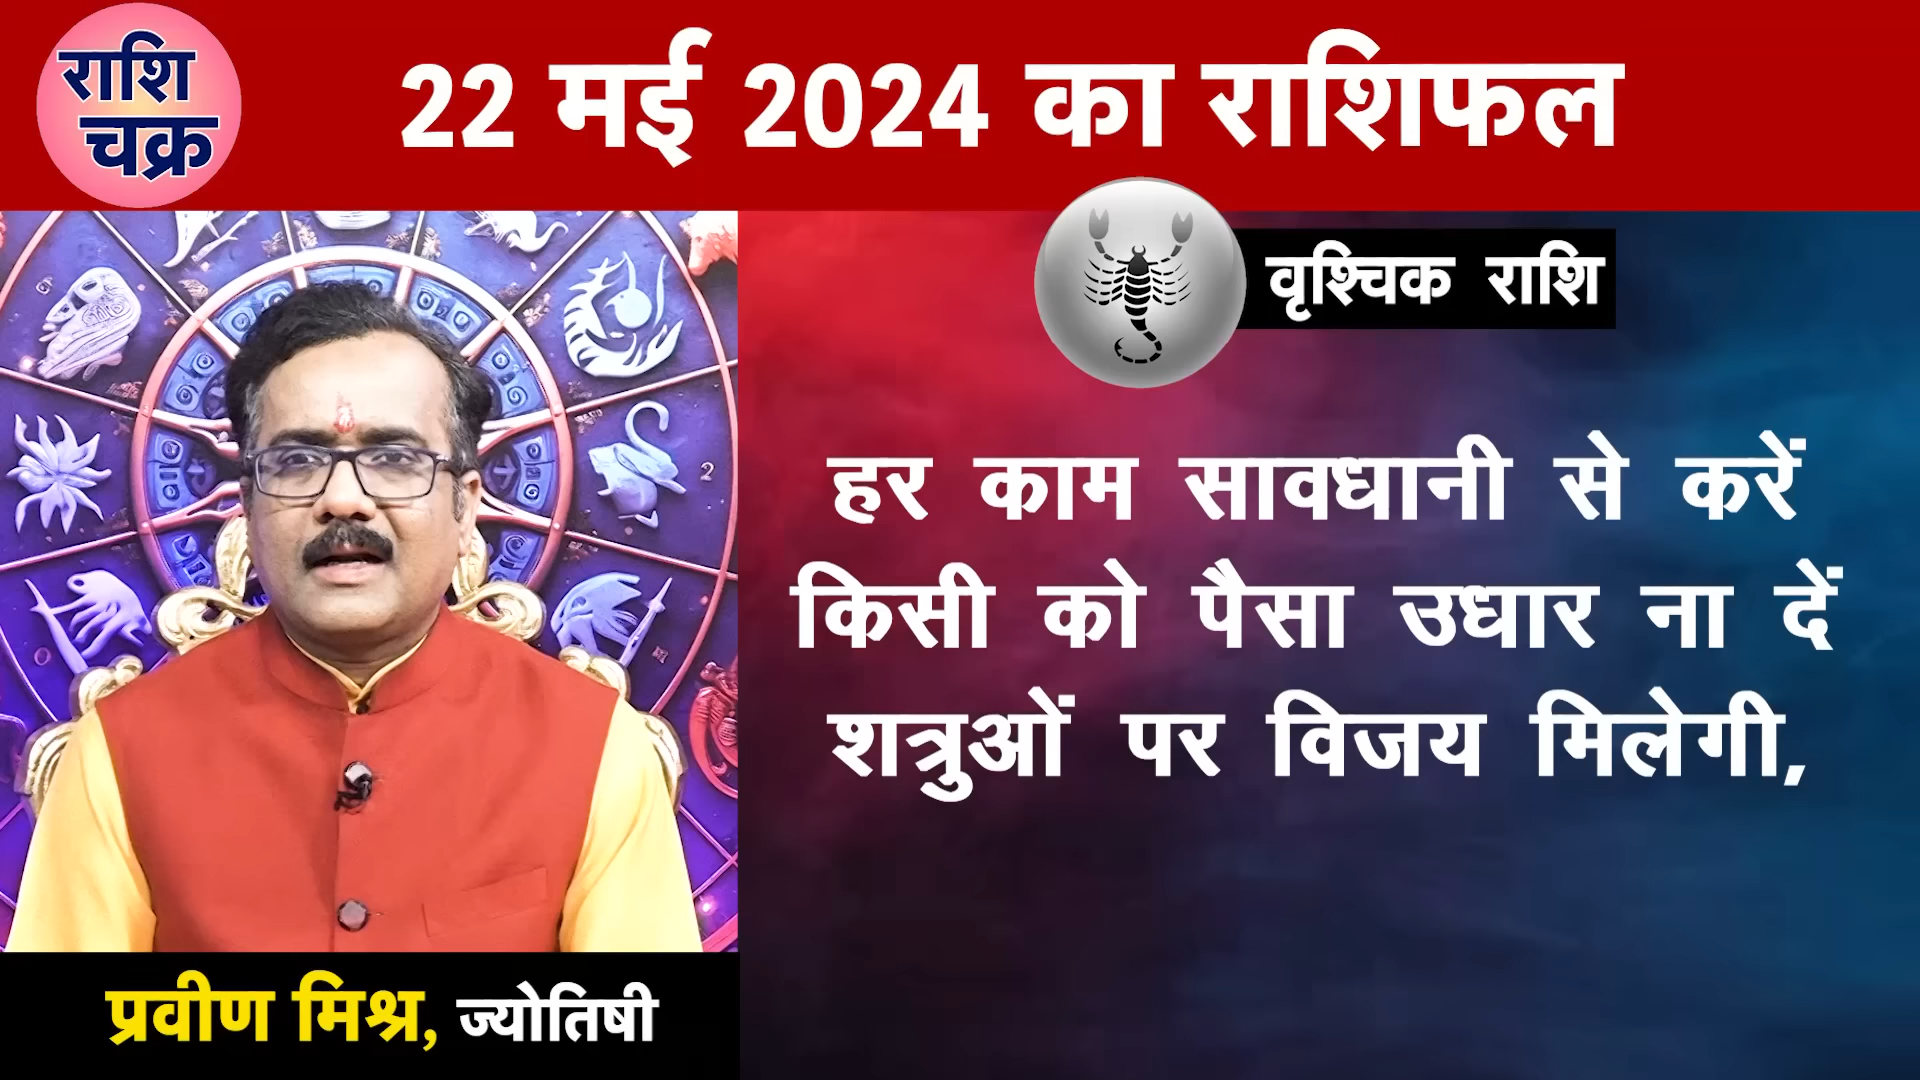 राशि
चक्र
22 मई 2024 का राशिफल
वृश्चिक राशि
हर काम सावधानी से करें
किसी को पैसा उधार ना दें
शत्रुओं पर विजय मिलेगी,
प्रवीण मिश्र, ज्योतिषी